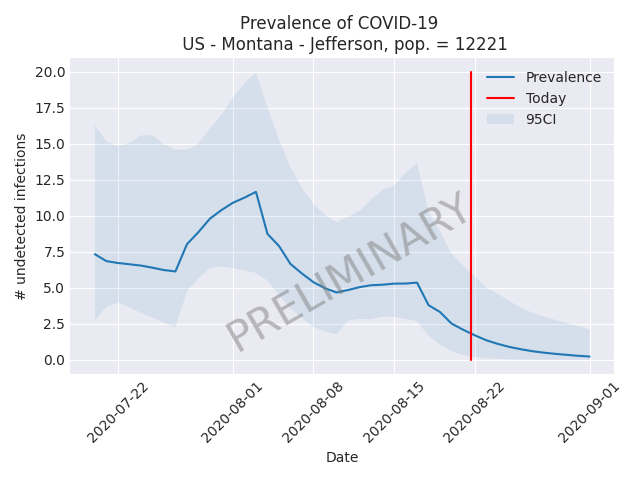 Prevalence of COVID-19
US - Montana - Jefferson, pop. = 12221
20.0
17.5
15.0
12.5
10.0
7.5
5.0
2.5
0.0
# undetected infections
Prevalence
Today
95CI
PRELIMINARY
2020-07-22
2020-08-01
2020-08-08
2020-08-15
2020-08-22
2020-09-01
Date